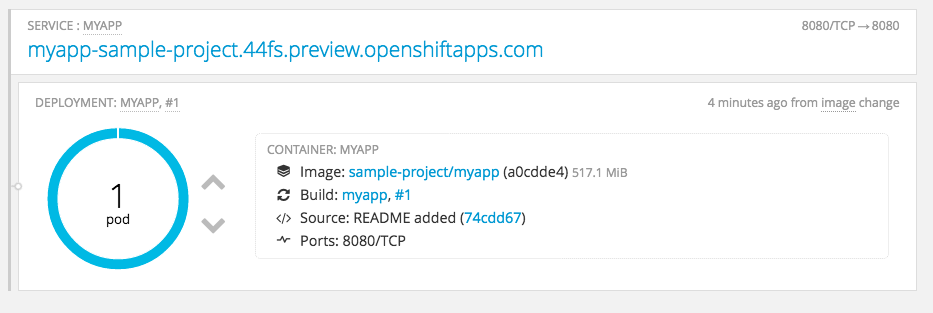 SERVICE : MYAPP
8080/TCP → 8080
myapp-sample-project.44fs.preview.openshiftapps.com
DEPLOYMENT: MYAPP, #1
4 minutes ago from image change
1
pod
CONTAINER: MYAPP
Image: sample-project/myapp (a0cdde4) 517.1 MiB
Build: myapp, #1
Source: README added (74cdd67)
Ports: 8080/TCP